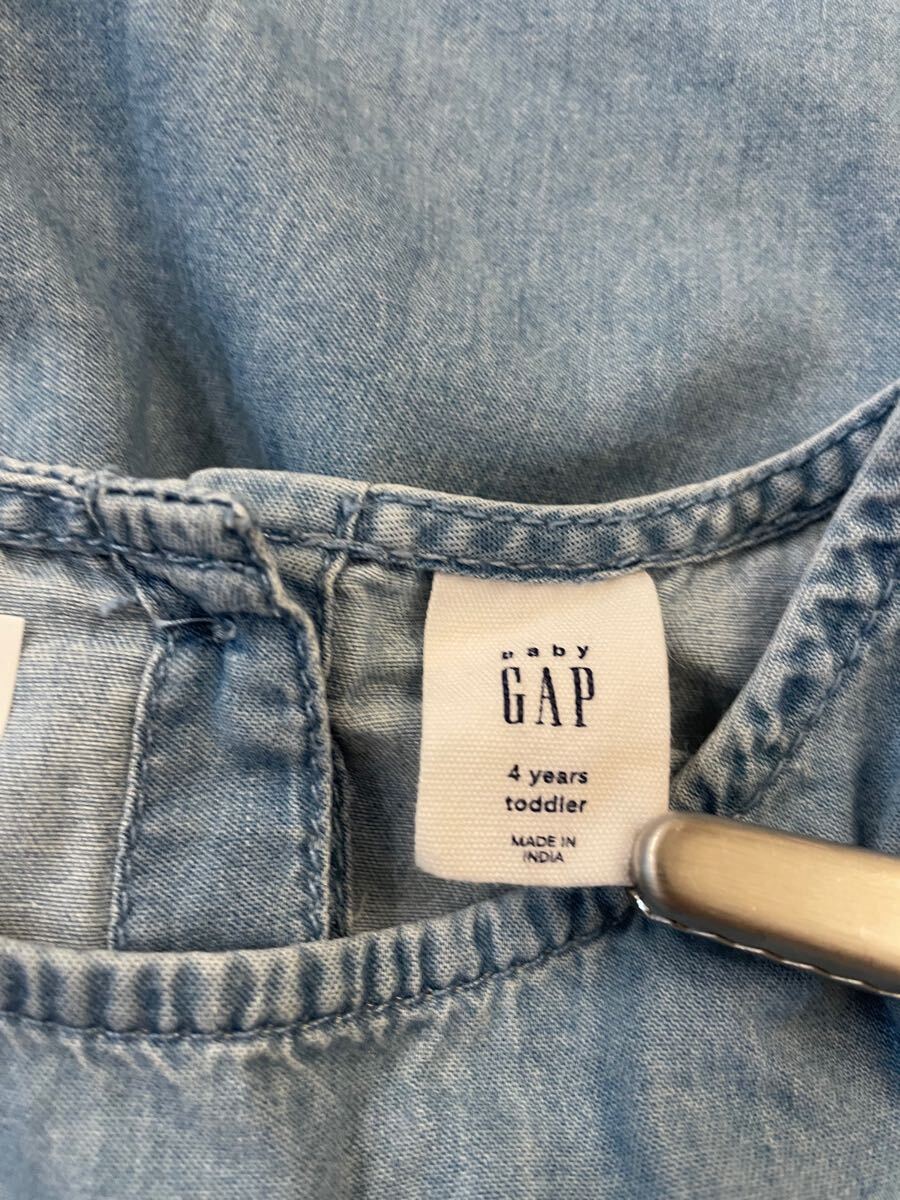 baby
GAP
4 years
toddler
MADE IN
INDIA